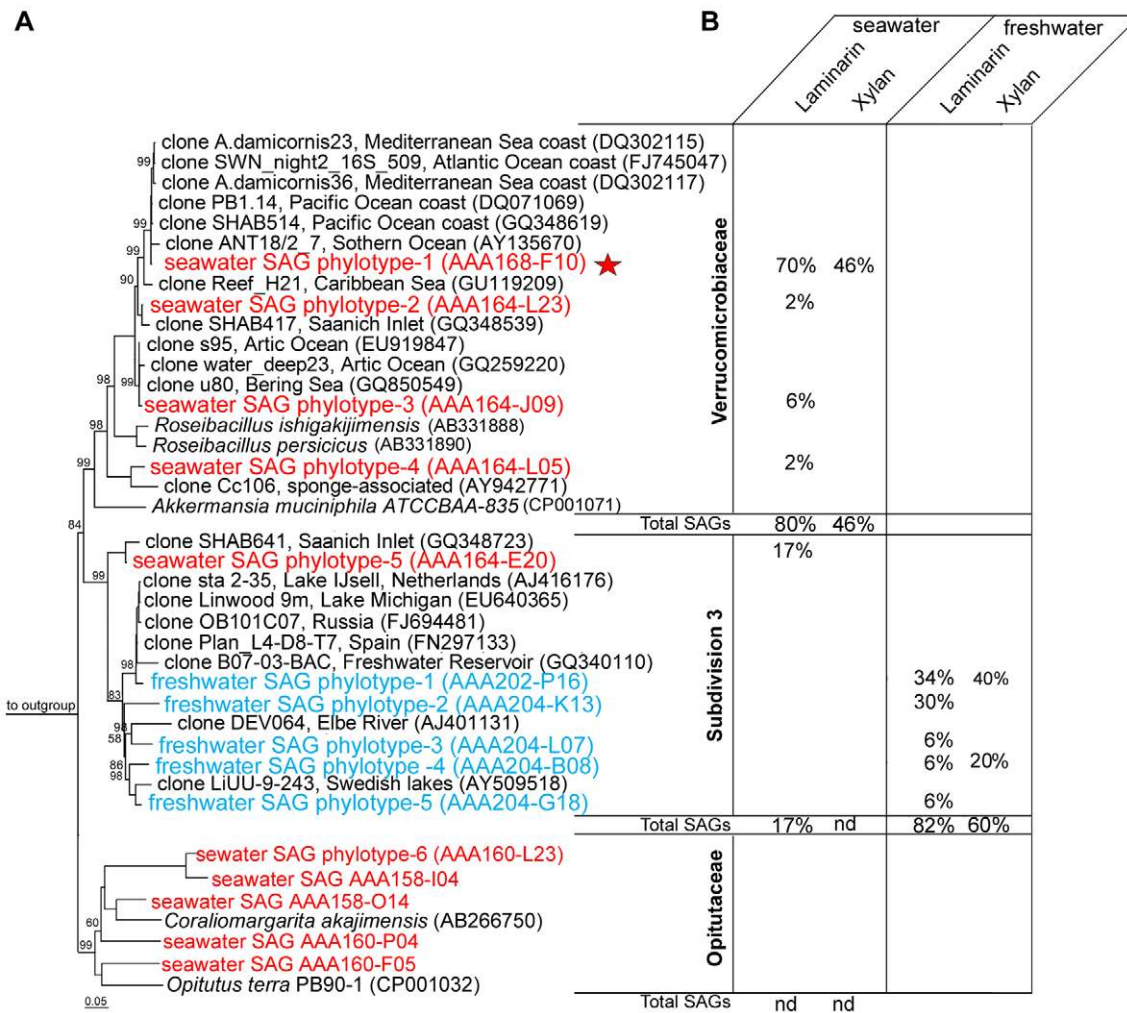 A
B
seawater
freshwater
Laminarin
Xylan
Laminarin
Xylan
clone A.damicornis23, Mediterranean Sea coast (DQ302115)
99
clone SWN_night2_16S_509, Atlantic Ocean coast (FJ745047)
clone A.damicornis36, Mediterranean Sea coast (DQ302117)
clone PB1.14, Pacific Ocean coast (DQ071069)
99
clone SHAB514, Pacific Ocean coast (GQ348619)
99
clone ANT18/2_7, Sothern Ocean (AY135670)
seawater SAG phylotype-1 (AAA168-F10)
70% 46%
90
clone Reef_H21, Caribbean Sea (GU119209)
seawater SAG phylotype-2 (AAA164-L23)
2%
clone SHAB417, Saanich Inlet (GQ348539)
clone s95, Artic Ocean (EU919847)
clone water_deep23, Artic Ocean (GQ259220)
98
99
clone u80, Bering Sea (GQ850549)
seawater SAG phylotype-3 (AAA164-J09)
6%
98
Roseibacillus ishigakijimensis (AB331888)
Roseibacillus persicicus (AB331890)
99
seawater SAG phylotype-4 (AAA164-L05)
2%
clone Cc106, sponge-associated (AY942771)
Akkermansia muciniphila ATCCBAA-835 (CP001071)
Verrucomicrobiaceae
84
Total SAGs 80% 46%
clone SHAB641, Saanich Inlet (GQ348723)
17%
99
seawater SAG phylotype-5 (AAA164-E20)
clone sta 2-35, Lake IJsell, Netherlands (AJ416176)
clone Linwood 9m, Lake Michigan (EU640365)
clone OB101C07, Russia (FJ694481)
clone Plan_L4-D8-T7, Spain (FN297133)
98
clone B07-03-BAC, Freshwater Reservoir (GQ340110)
freshwater SAG phylotype-1 (AAA202-P16)
34% 40%
83
freshwater SAG phylotype-2 (AAA204-K13)
30%
to outgroup
98
clone DEV064, Elbe River (AJ401131)
58
freshwater SAG phylotype-3 (AAA204-L07)
6%
86
freshwater SAG phylotype -4 (AAA204-B08)
6% 20%
98
clone LiUU-9-243, Swedish lakes (AY509518)
freshwater SAG phylotype-5 (AAA204-G18)
6%
Subdivision 3
Total SAGs 17% nd 82% 60%
sewater SAG phylotype-6 (AAA160-L23)
seawater SAG AAA158-I04
seawater SAG AAA158-O14
60
Coraliomargarita akajimensis (AB266750)
99
seawater SAG AAA160-P04
seawater SAG AAA160-F05
Opitutus terra PB90-1 (CP001032)
Opitutaceae
0.05
Total SAGs nd nd